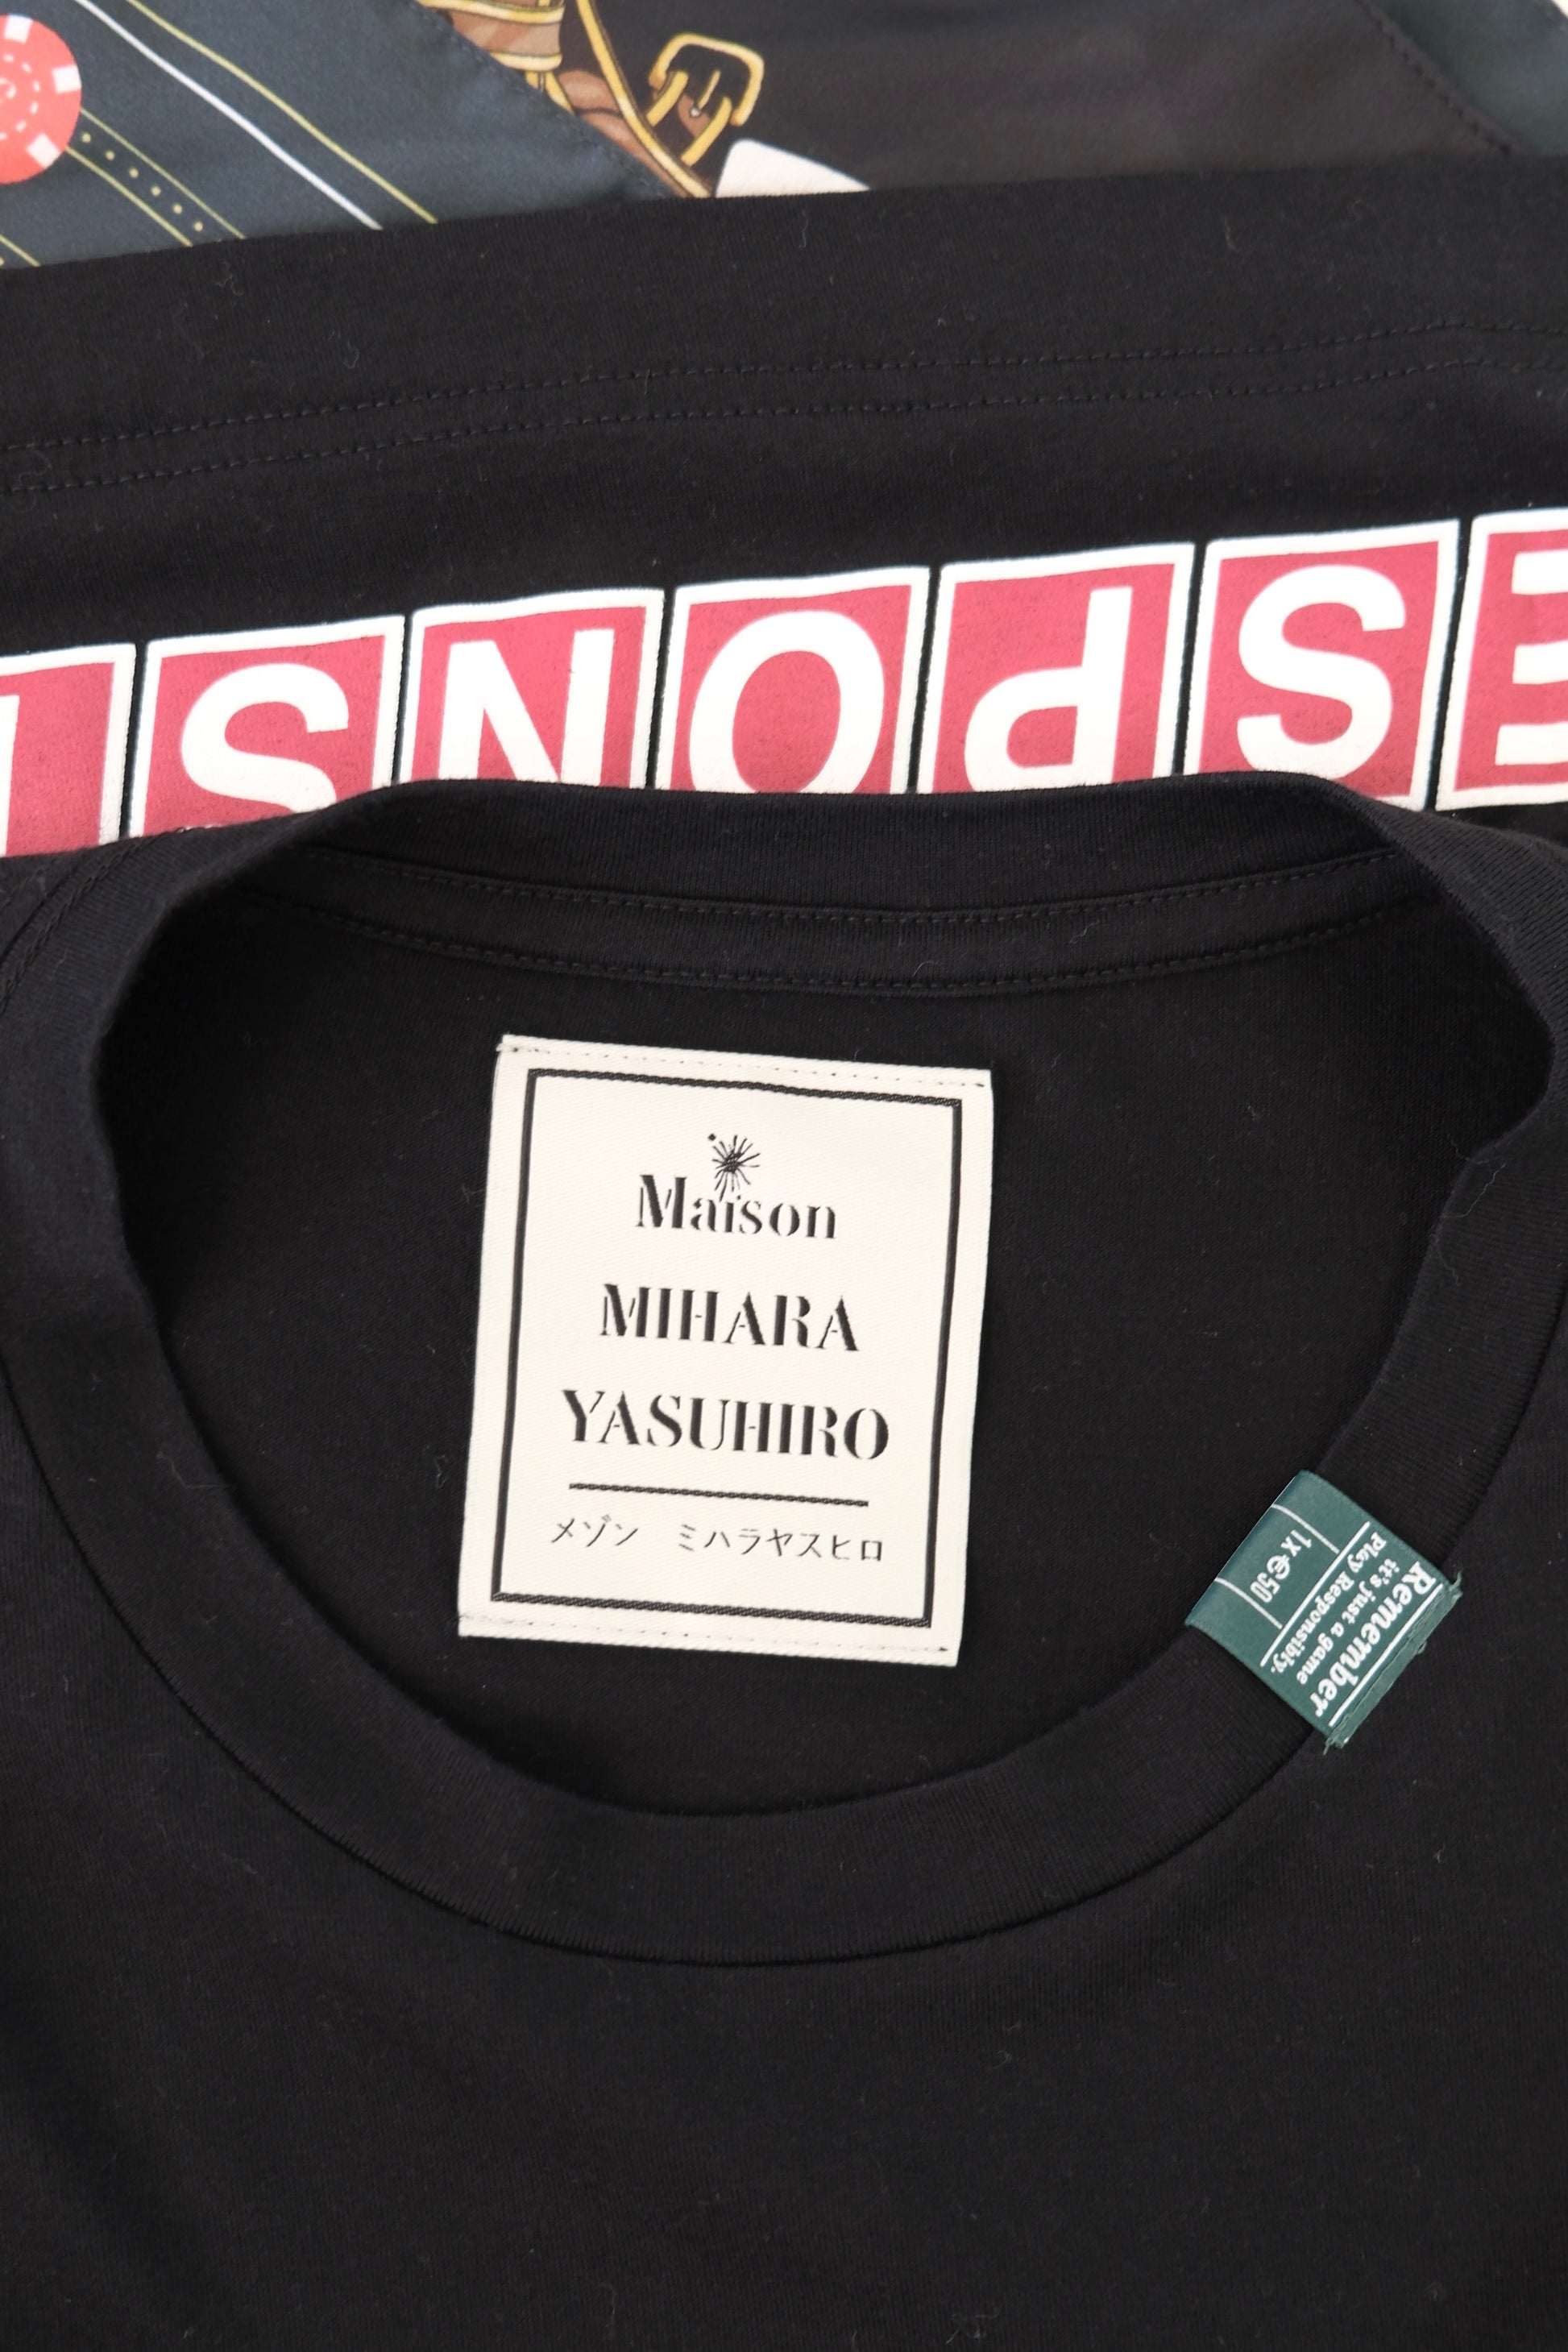 ESPONSI
Maison
MIHARA
YASUHIRO
メゾン ミハラヤスヒロ
Remember
it's just a game
Play Responsibly.
1x€50